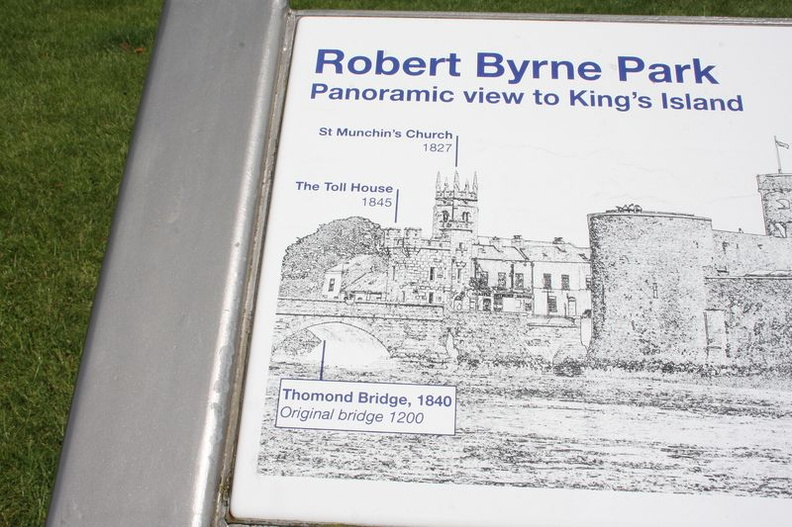 Robert Byrne Park
Panoramic view to King's Island
St Munchin's Church
1827
The Toll House
1845
Thomond Bridge, 1840
Original bridge 1200